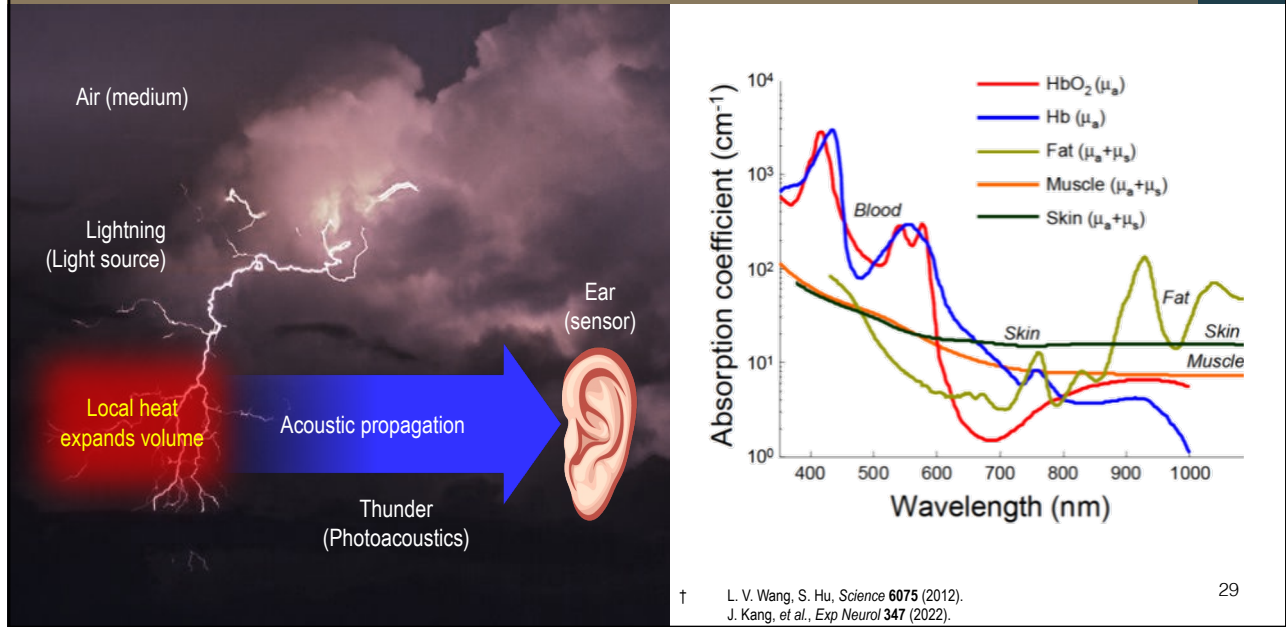 Air (medium)
Lightning
(Light source)
Local heat
expands volume
Acoustic propagation
Ear
(sensor)
Thunder
(Photoacoustics)
Absorption coefficient (cm⁻¹)
10⁴
10³
10²
10¹
10⁰
HbO₂ (μₐ)
Hb (μₐ)
Fat (μₐ+μₛ)
Muscle (μₐ+μₛ)
Skin (μₐ+μₛ)
Blood
Skin
Fat
Skin
Muscle
400 500 600 700 800 900 1000
Wavelength (nm)
† L. V. Wang, S. Hu, Science 6075 (2012).
J. Kang, et al., Exp Neurol 347 (2022).
29